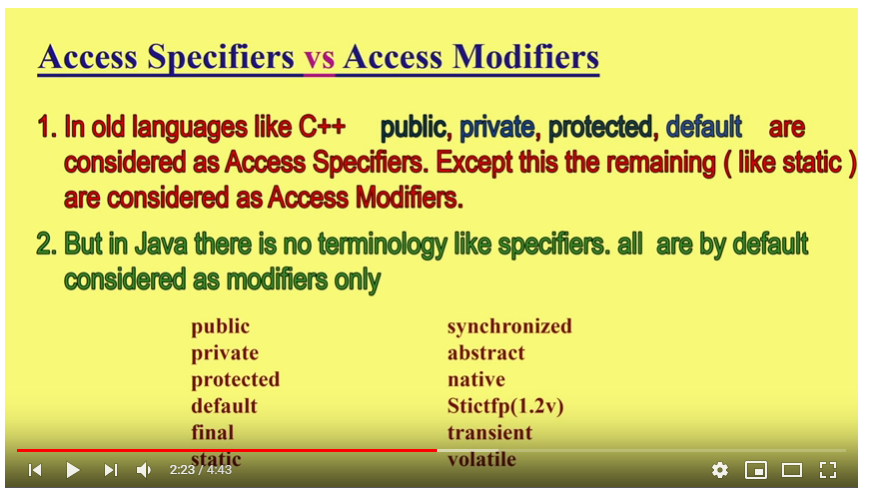 Access Specifiers vs Access Modifiers
1. In old languages like C++ public, private, protected, default are
considered as Access Specifiers. Except this the remaining ( like static )
are considered as Access Modifiers.
2. But in Java there is no terminology like specifiers. all are by default
considered as modifiers only
public
private
protected
default
final
static
synchronized
abstract
native
Stictfp(1.2v)
transient
volatile
2:23 / 4:43